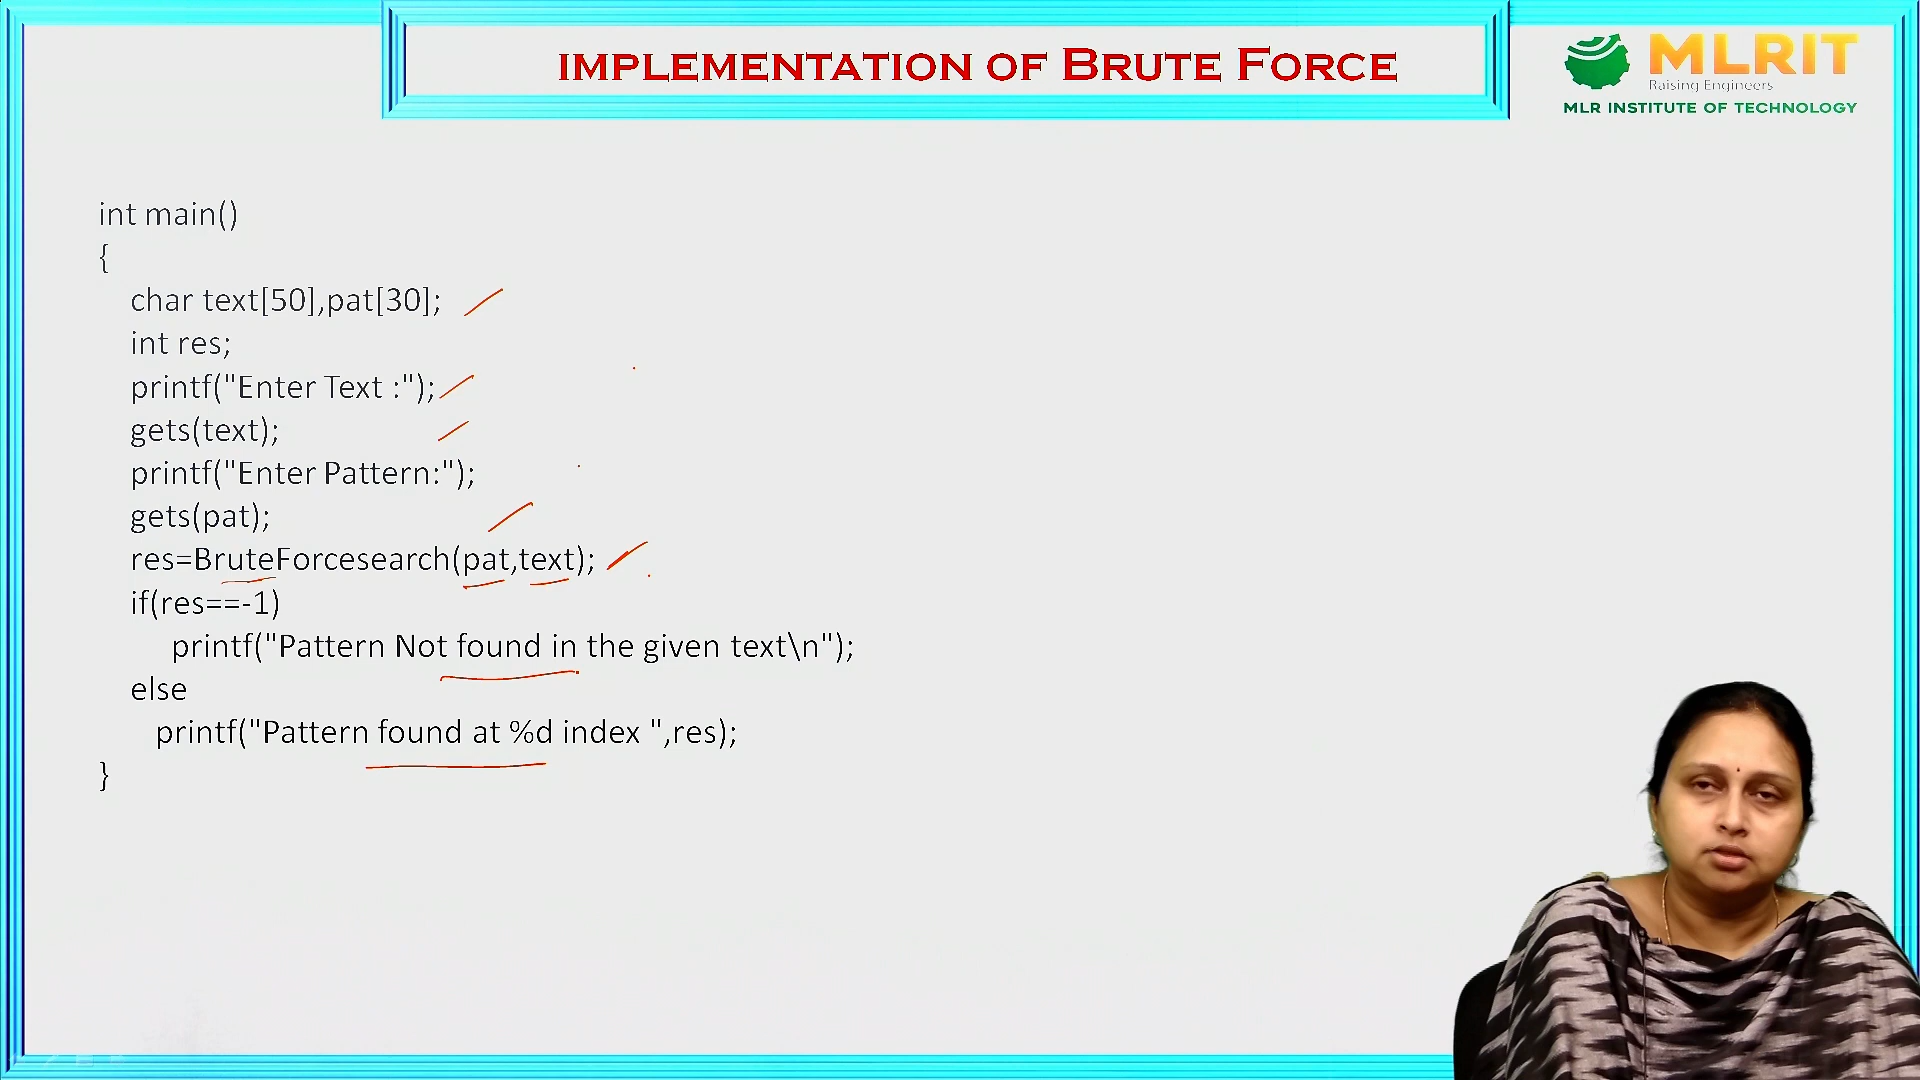 IMPLEMENTATION OF BRUTE FORCE
MLRIT
Raising Engineers
MLR INSTITUTE OF TECHNOLOGY
int main()
{
char text[50],pat[30];
int res;
printf("Enter Text :");
gets(text);
printf("Enter Pattern:");
gets(pat);
res=BruteForcesearch(pat,text);
if(res==-1)
printf("Pattern Not found in the given text\n");
else
printf("Pattern found at %d index ",res);
}